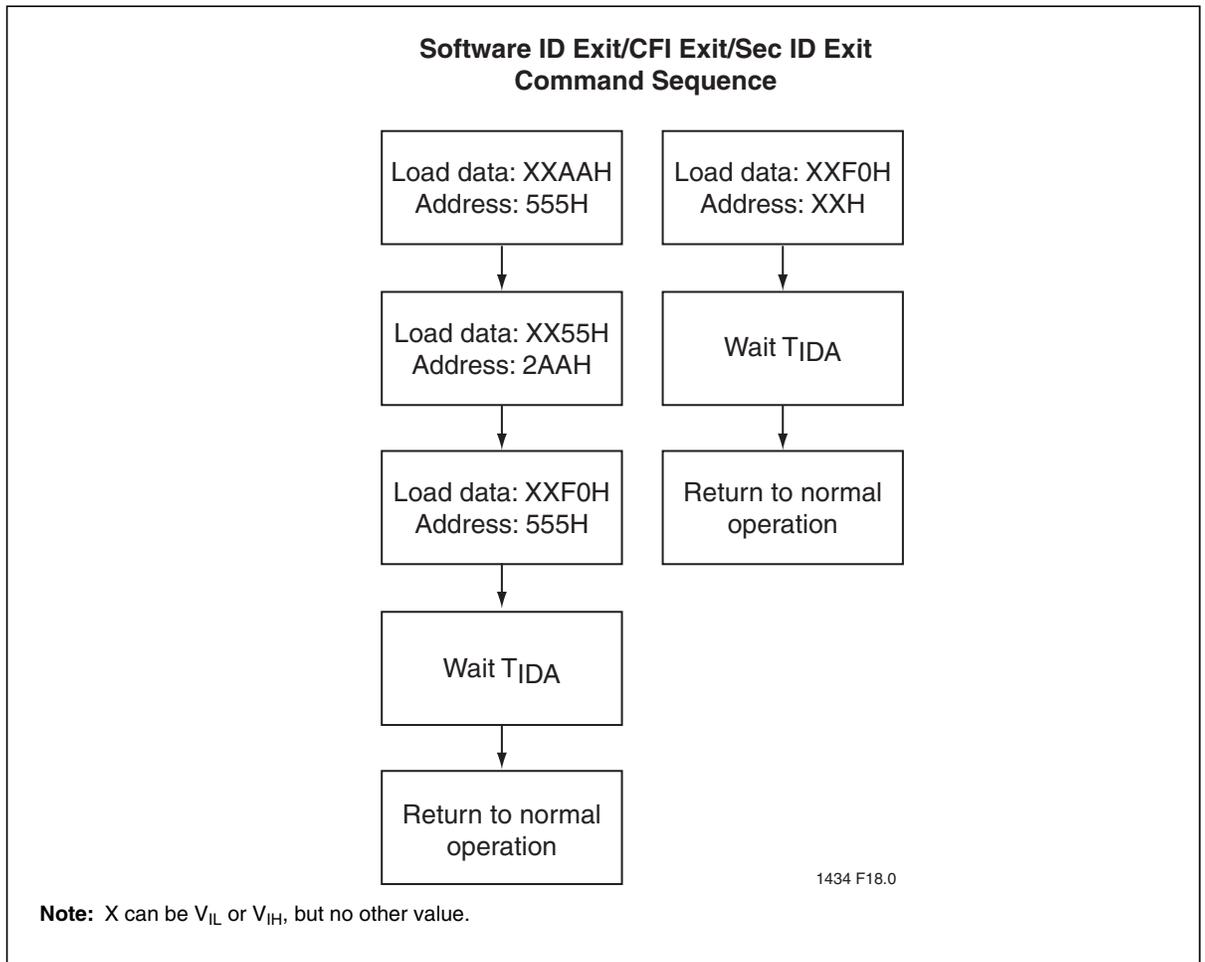 Software ID Exit/CFI Exit/Sec ID Exit
Command Sequence
Load data: XXAAH
Address: 555H
Load data: XX55H
Address: 2AAH
Load data: XXF0H
Address: 555H
Wait TIDA
Return to normal
operation
Load data: XXF0H
Address: XXH
Wait TIDA
Return to normal
operation
1434 F18.0
Note: X can be VIL or VIH, but no other value.